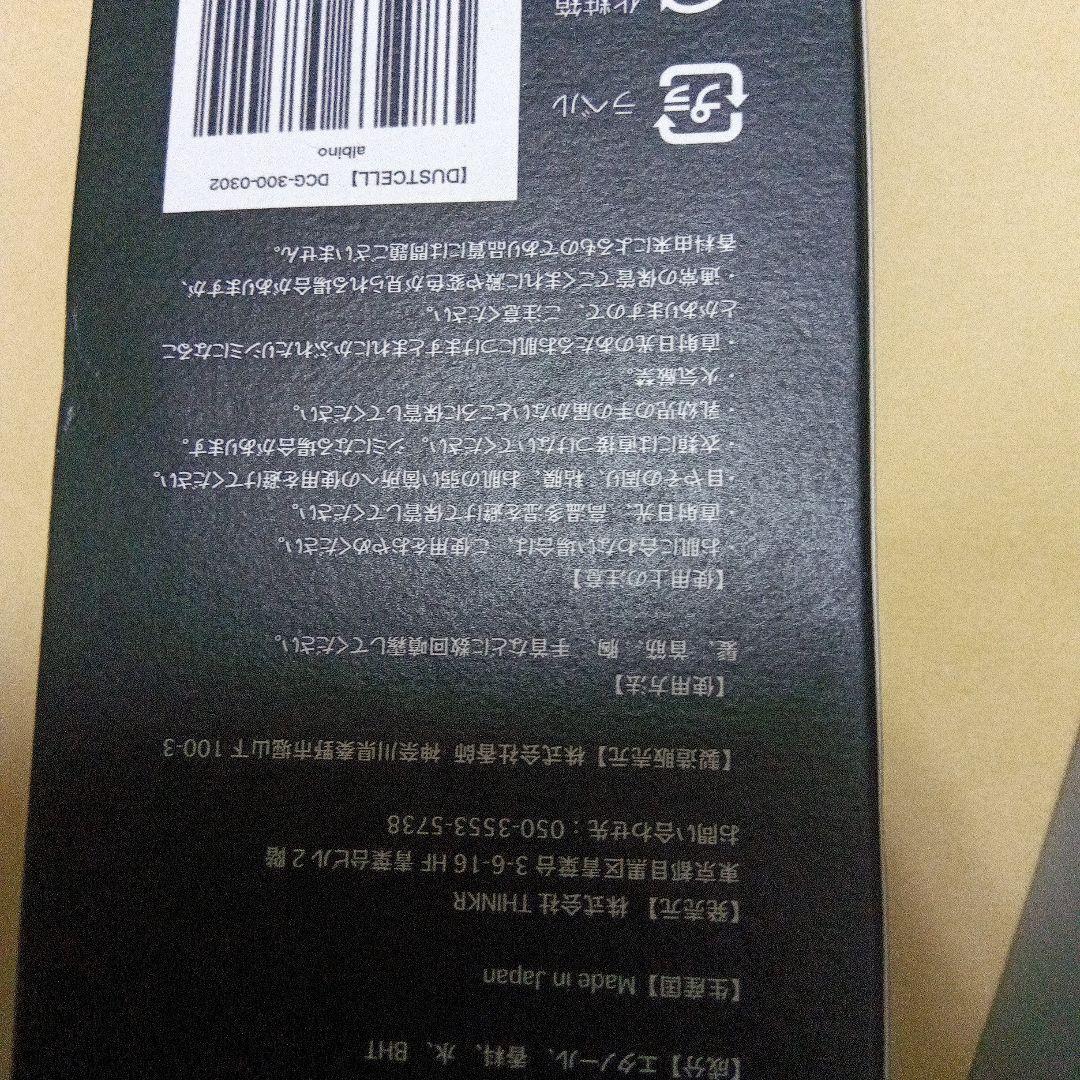 【成分】エタノール、香料、水、BHT
【生産国】Made in Japan
【発売元】 株式会社 THINKR
東京都目黒区青葉台 3-6-16 HF 青葉台ビル 2 階
お問い合わせ先：050-3553-5738
【製造販売元】株式会社香師 神奈川県秦野市堀山下 100-3
【使用方法】
髪、首筋、胸、手首などに数回噴霧してください。
【使用上の注意】
・お肌に合わない場合は、ご使用をおやめください。
・直射日光、高温多湿を避けて保管してください。
・目やその周り、粘膜、お肌の弱い箇所への使用を避けてください。
・衣類には直接つけないでください。シミになる場合があります。
・乳幼児の手の届かないところに保管してください。
・火気厳禁。
・直射日光のあたるお肌につけますとまれにかぶれたりシミになるこ
とがありますので、ご注意ください。
・通常の保管でごくまれに澱や変色が見られる場合がありますが、
香料由来によるものであり品質には問題ございません。
【DUSTCELL】 DCG-300-0302
albino
プラ
ラベル
化粧箱